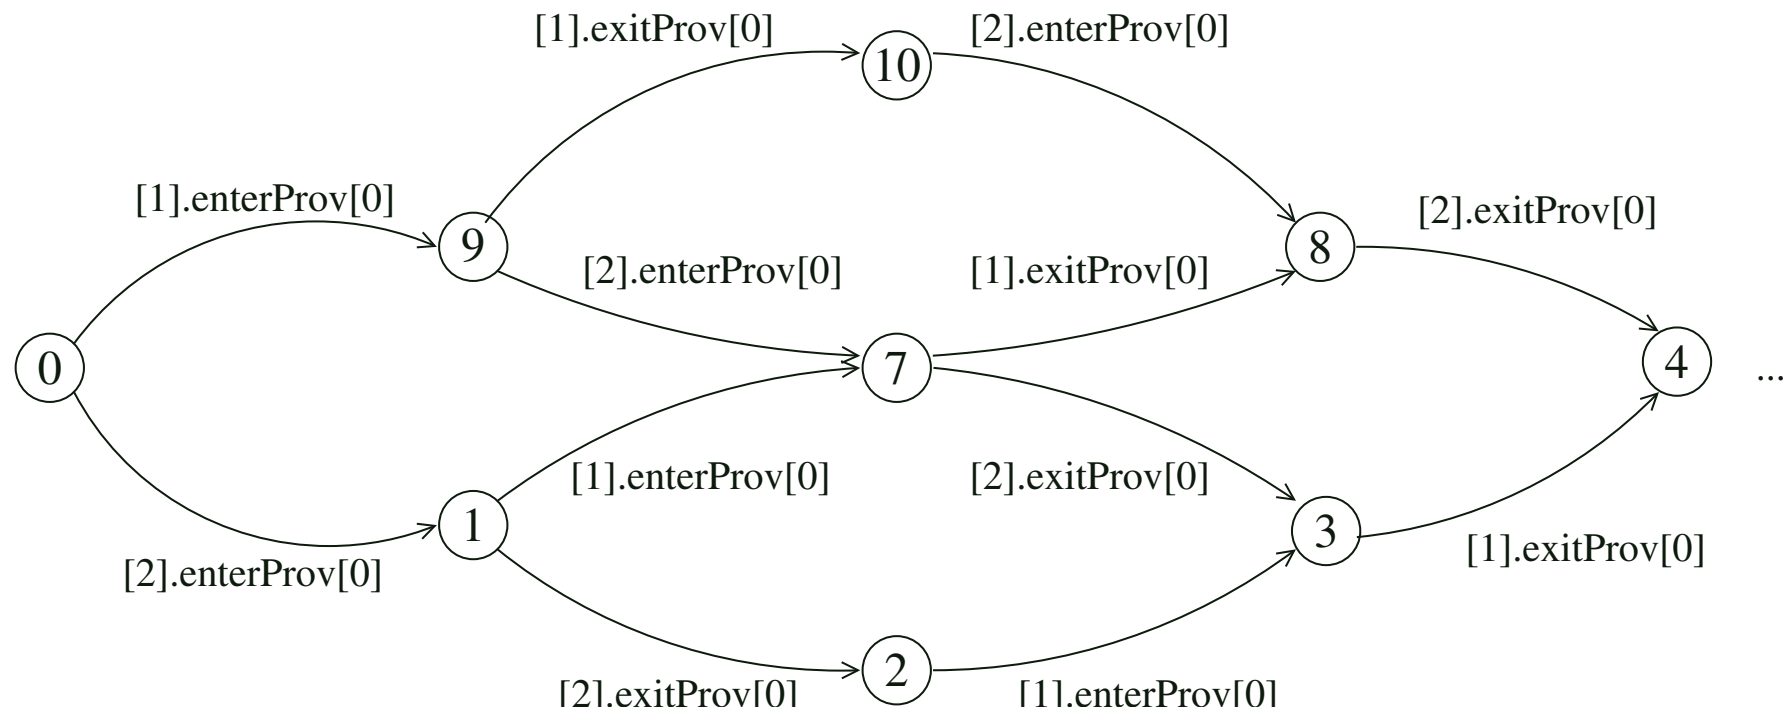 [1].exitProv[0]
10
[2].enterProv[0]
[1].enterProv[0]
9
[2].enterProv[0]
[1].exitProv[0]
8
[2].exitProv[0]
0
7
4
...
1
[1].enterProv[0]
[2].exitProv[0]
3
[1].exitProv[0]
[2].enterProv[0]
2
[2].exitProv[0]
[1].enterProv[0]